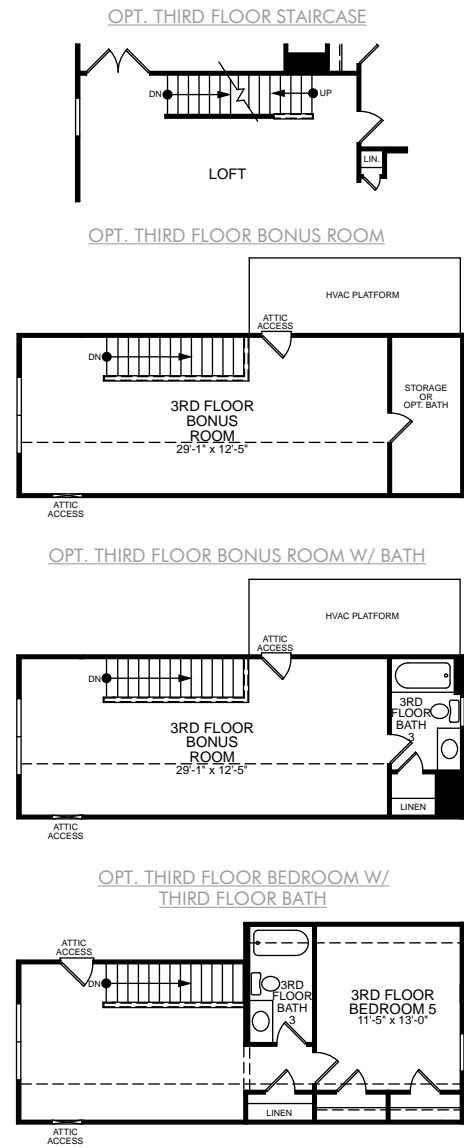 OPT. THIRD FLOOR STAIRCASE
DN
UP
LIN.
LOFT
OPT. THIRD FLOOR BONUS ROOM
HVAC PLATFORM
ATTIC
ACCESS
DN
STORAGE
OR
OPT. BATH
3RD FLOOR
BONUS
ROOM
29'-1" x 12'-5"
ATTIC
ACCESS
OPT. THIRD FLOOR BONUS ROOM W/ BATH
HVAC PLATFORM
ATTIC
ACCESS
DN
3RD
FLOOR
BATH
3
3RD FLOOR
BONUS
ROOM
29'-1" x 12'-5"
LINEN
ATTIC
ACCESS
OPT. THIRD FLOOR BEDROOM W/
THIRD FLOOR BATH
ATTIC
ACCESS
DN
3RD
FLOOR
BATH
3
3RD FLOOR
BEDROOM 5
11'-5" x 13'-0"
LINEN
ATTIC
ACCESS